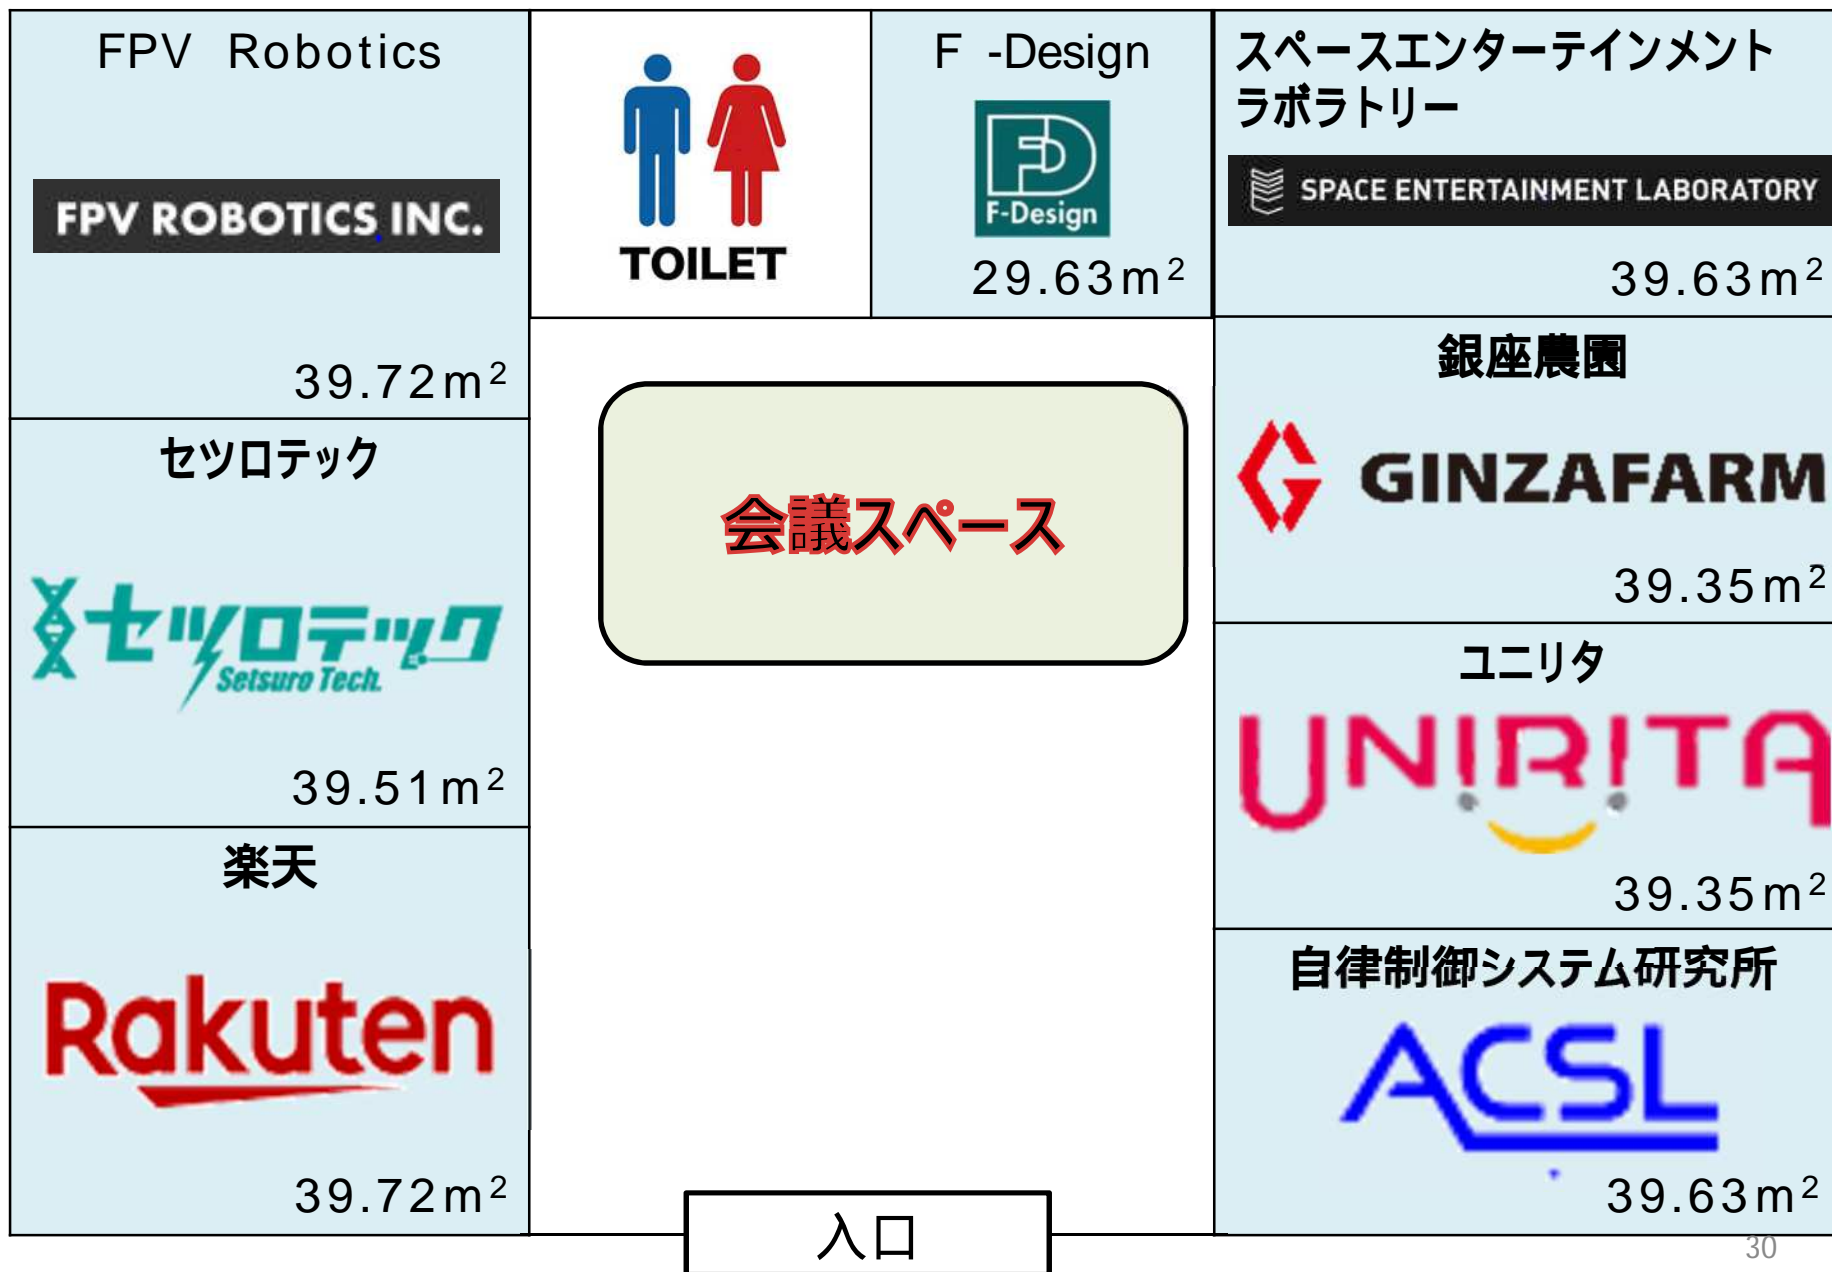 FPV Robotics
FPV ROBOTICS INC.
39.72m²
TOILET
F -Design
FD
F-Design
29.63m²
スペースエンターテインメント
ラボラトリー
SPACE ENTERTAINMENT LABORATORY
39.63m²
セツロテック
セツロテック
Setsuro Tech.
39.51m²
会議スペース
銀座農園
GINZAFARM
39.35m²
ユニリタ
UNIRITA
39.35m²
楽天
Rakuten
39.72m²
自律制御システム研究所
ACSL
39.63m²
入口
30